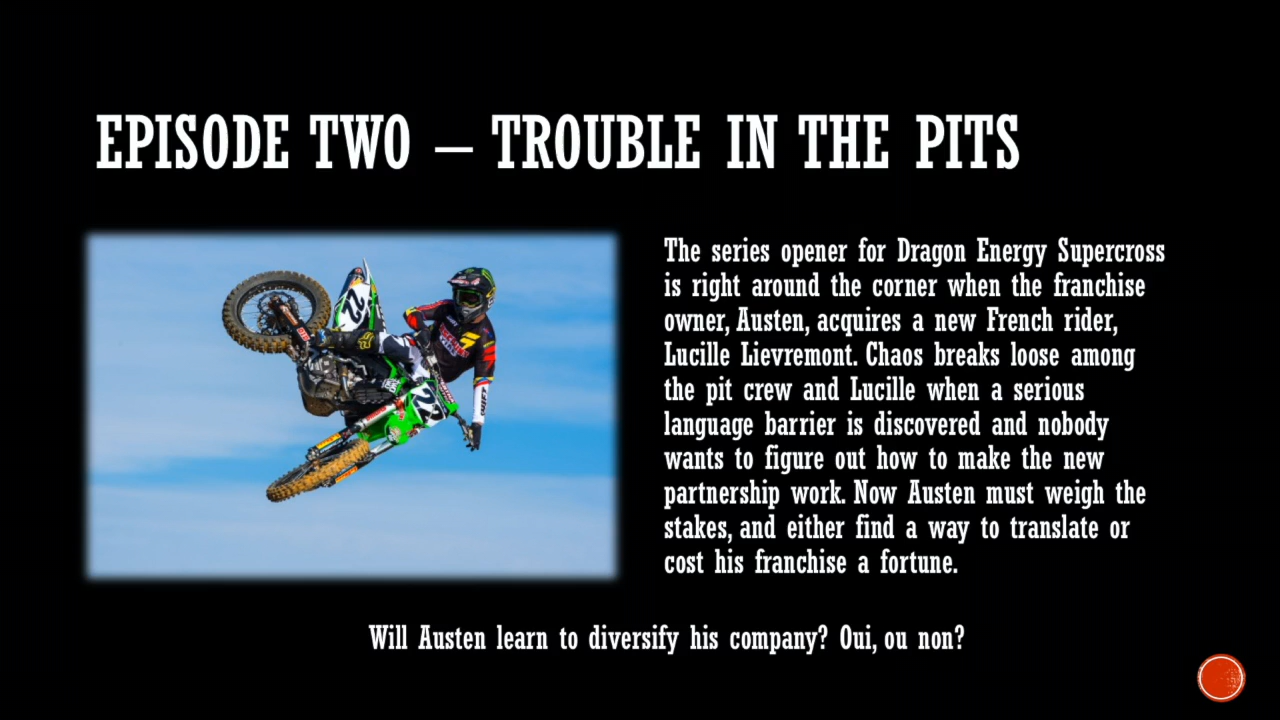 EPISODE TWO – TROUBLE IN THE PITS
The series opener for Dragon Energy Supercross
is right around the corner when the franchise
owner, Austen, acquires a new French rider,
Lucille Lievremont. Chaos breaks loose among
the pit crew and Lucille when a serious
language barrier is discovered and nobody
wants to figure out how to make the new
partnership work. Now Austen must weigh the
stakes, and either find a way to translate or
cost his franchise a fortune.
Will Austen learn to diversify his company? Oui, ou non?
22
22